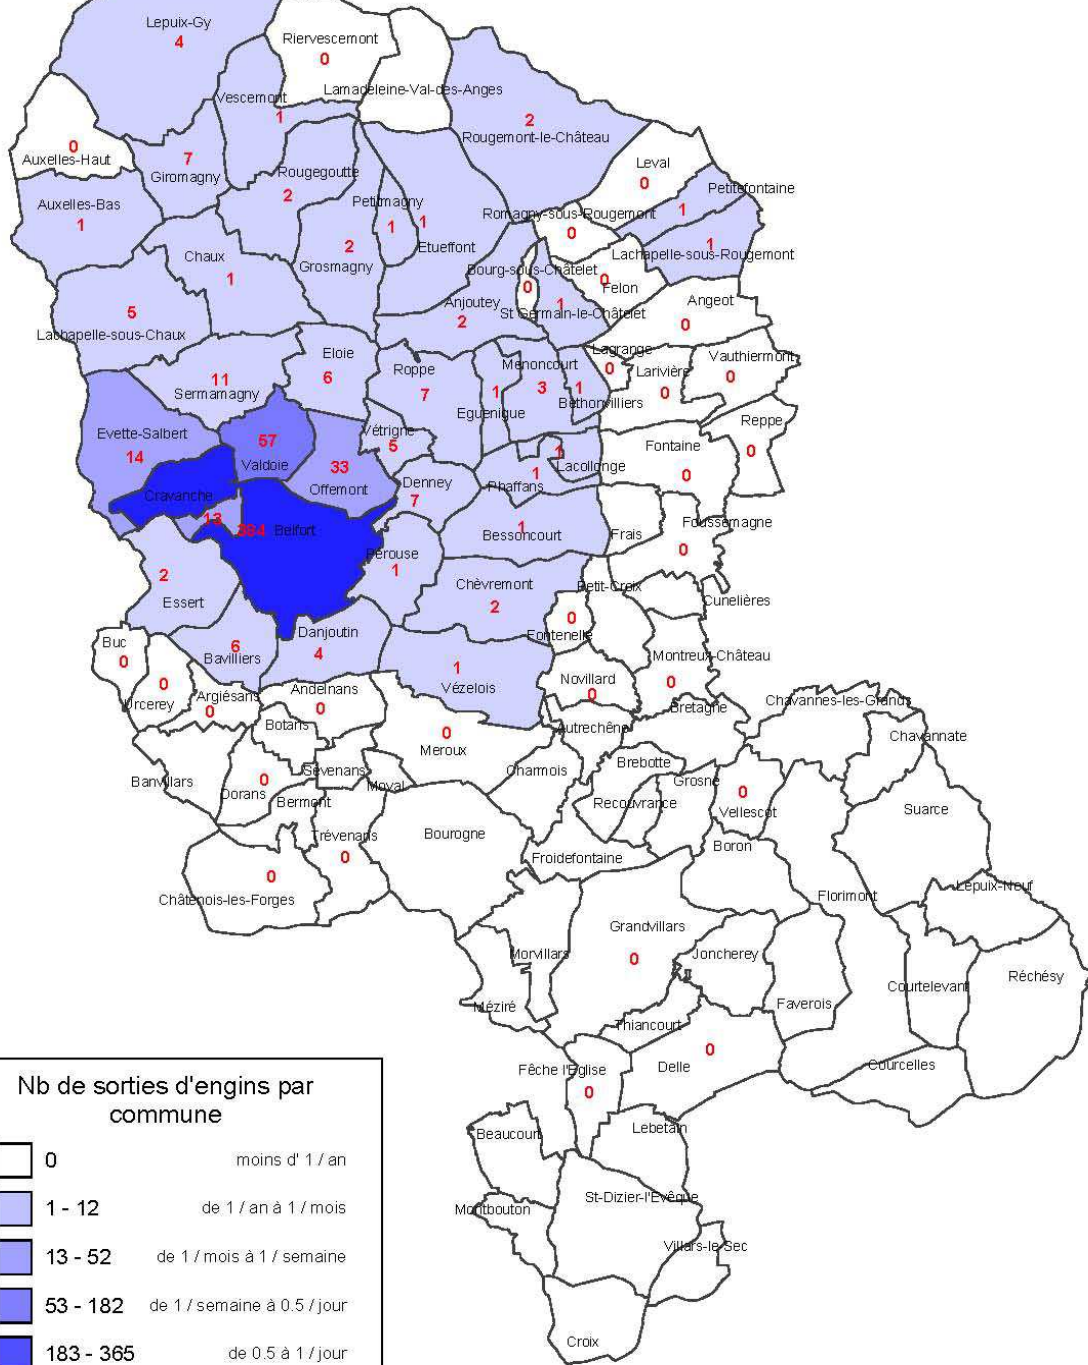 Lepuix-Gy
4
Riervescemont
0
Lamadeleine-Val-des-Anges
Vescemont
1
2
Rougemont-le-Château
0
Auxelles-Haut
7
Giromagny
Rougegoutte
2
Leval
0
Petitefontaine
1
Auxelles-Bas
1
Petitmagny
1
1
Etueffont
Romagny-sous-Rougemont
0
1
Lachapelle-sous-Rougemont
Chaux
1
2
Grosmagny
Bourg-sous-Châtelet
0
0
Felon
Anjoutey
2
1
St Germain-le-Châtelet
Angeot
0
5
Lachapelle-sous-Chaux
Eloie
6
Roppe
7
Menoncourt
3
Lagrange
0
Larivière
0
Vauthiermont
0
11
Sermamagny
1
Eguenigue
1
Bethonvilliers
Reppe
0
Evette-Salbert
14
57
Valdoie
33
Offemont
Vétrigne
5
Fontaine
0
1
Lacollonge
1
Phaffans
Denney
7
Cravanche
13
384
Belfort
1
Bessoncourt
Frais
Foussemagne
0
Pérouse
1
2
Essert
Chèvremont
2
Petit-Croix
Cunelières
0
Fontenelle
Buc
0
6
Bavilliers
Danjoutin
4
1
Vézelois
Montreux-Château
0
Novillard
0
0
Urcerey
Argiésans
0
Andelnans
0
Bretagne
Chavannes-les-Grands
Botans
0
Meroux
Autrechêne
Chavannate
Banvillars
0
Dorans
Sévenans
Bermont
Moval
Charmois
Brebotte
Grosne
Recouvrance
0
Vellescot
Suarce
Trévenans
0
Bourogne
Froidefontaine
Boron
0
Châtenois-les-Forges
Florimont
Lepuix-Neuf
Grandvillars
0
Morvillars
Joncherey
Courtelevant
Réchésy
Méziré
Faverois
Thiancourt
0
Delle
Courcelles
Fêche l'Eglise
0
Beaucourt
Lebetain
Montbouton
St-Dizier-l'Evêque
Villars-le-Sec
Croix
Nb de sorties d'engins par
commune
0 moins d' 1 / an
1 - 12 de 1 / an à 1 / mois
13 - 52 de 1 / mois à 1 / semaine
53 - 182 de 1 / semaine à 0.5 / jour
183 - 365 de 0.5 à 1 / jour